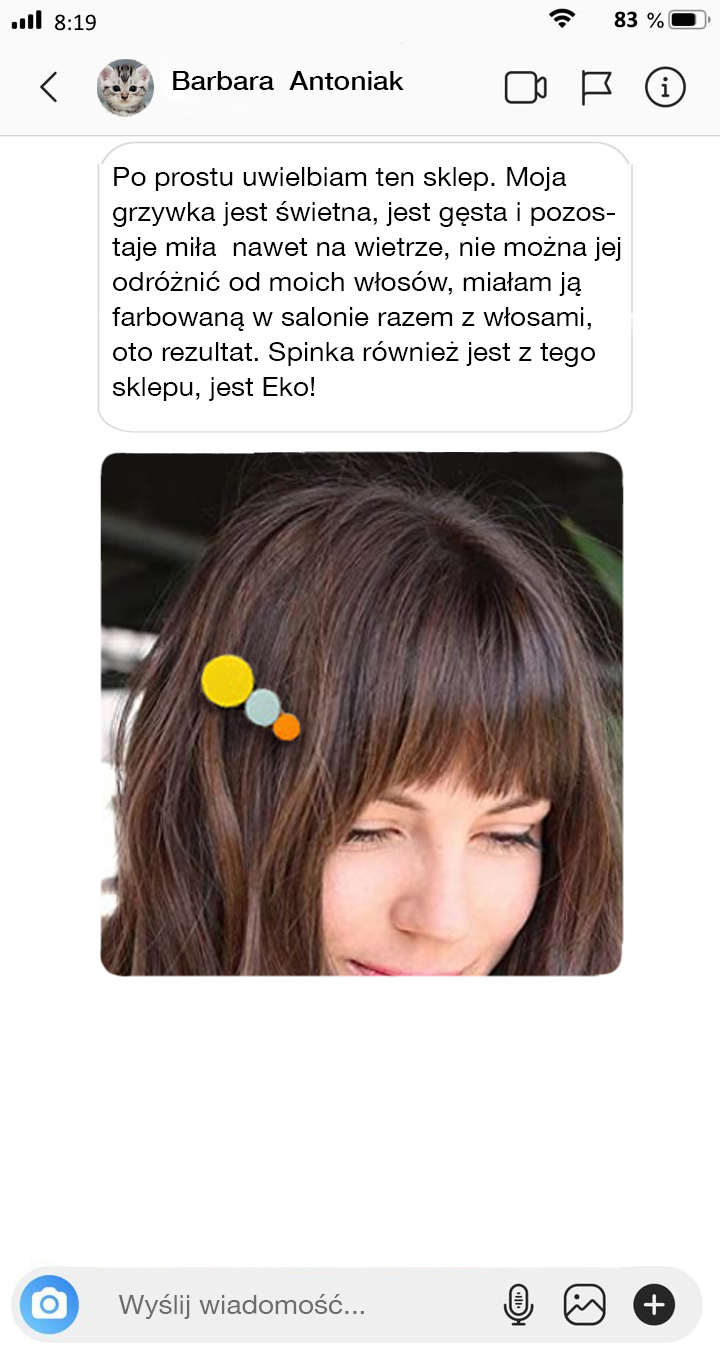 8:19
83 %
Barbara Antoniak
Po prostu uwielbiam ten sklep. Moja
grzywka jest świetna, jest gęsta i pozos-
taje miła nawet na wietrze, nie można jej
odróżnić od moich włosów, miałam ją
farbowaną w salonie razem z włosami,
oto rezultat. Spinka również jest z tego
sklepu, jest Eko!
Wyślij wiadomość...